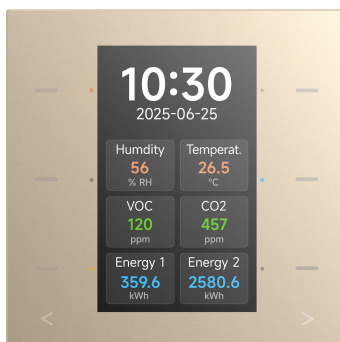 10:30
2025-06-25
Humdity Temperat.
56 26.5
% RH °C
VOC CO2
120 457
ppm ppm
Energy 1 Energy 2
359.6 2580.6
kWh kWh